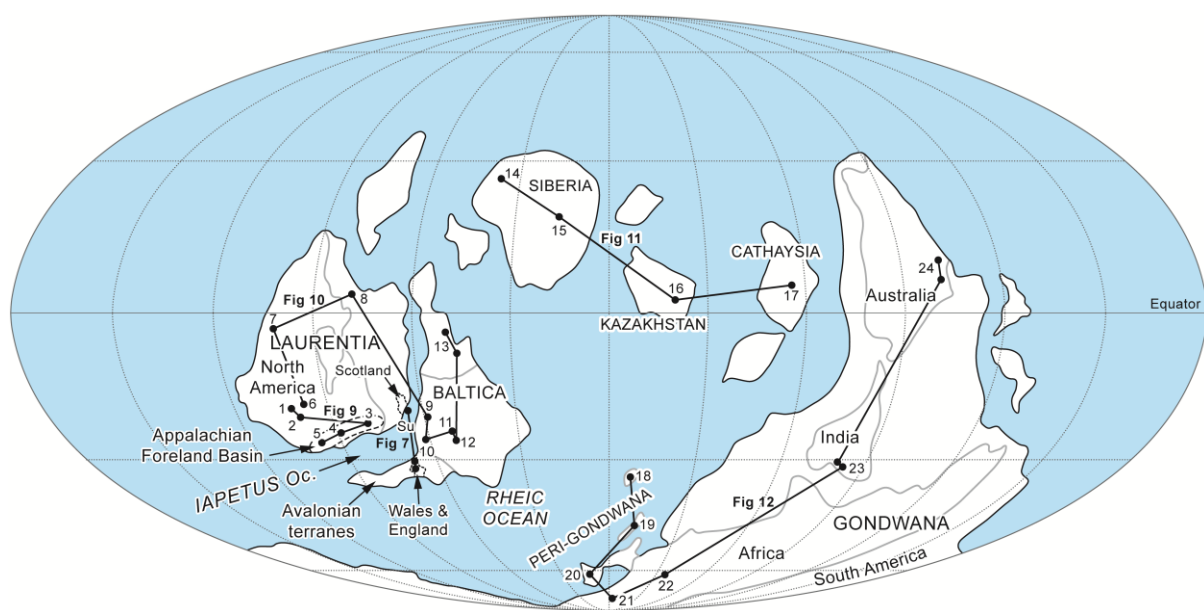 14
SIBERIA
15
Fig 11
CATHAYSIA
24
16
17
Australia
KAZAKHSTAN
Equator
Fig 10
8
7
LAURENTIA
13
North
America
Scotland
BALTICA
6
1
2
Fig 9
3
4
5
9
Su
11
Fig 7
12
10
Appalachian
Foreland Basin
IAPETUS Oc.
Avalonian
terranes
Wales &
England
RHEIC
OCEAN
India
23
18
19
PERI-GONDWANA
Fig 12
GONDWANA
Africa
South America
20
22
21